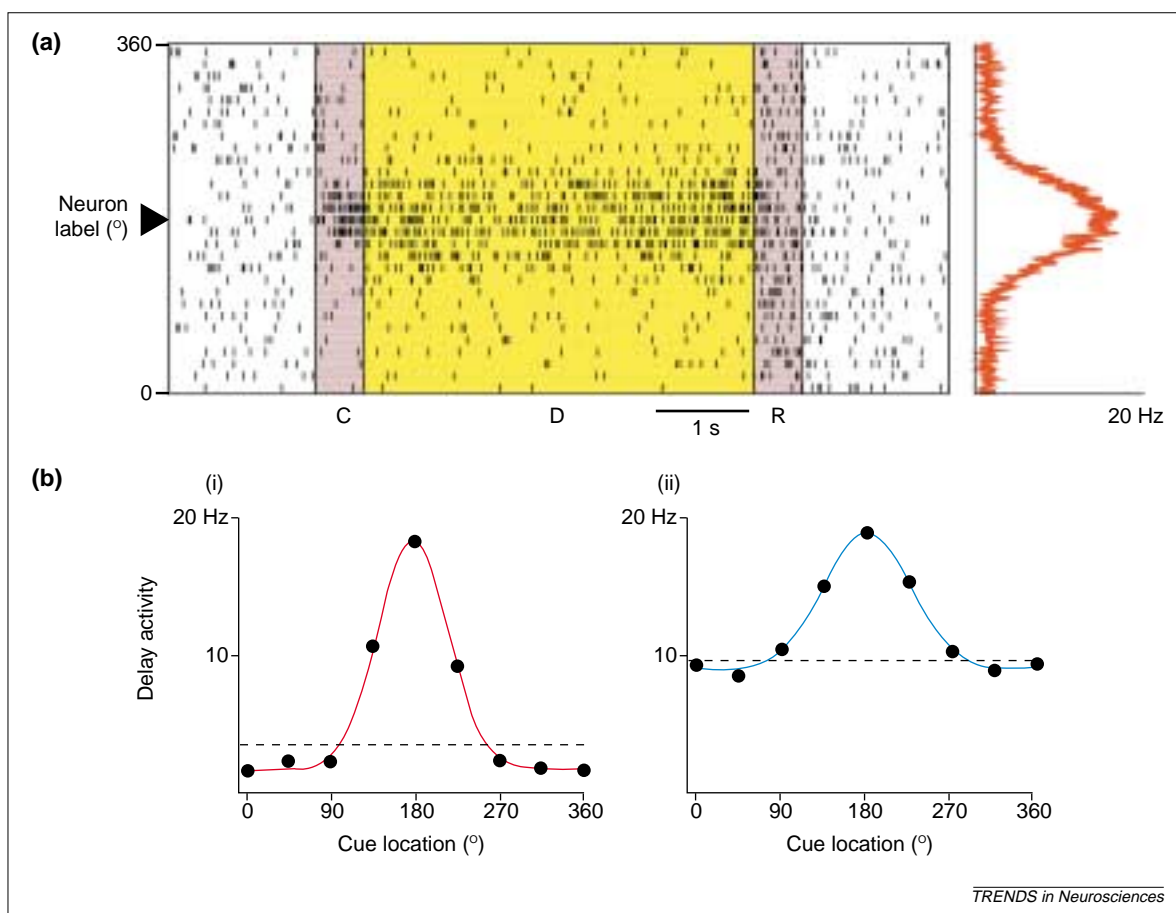 (a)
360
Neuron
label (°)
0
C
D
1 s
R
20 Hz
(b)
(i)
20 Hz
10
Delay activity
0
90
180
270
360
Cue location (°)
(ii)
20 Hz
10
0
90
180
270
360
Cue location (°)
TRENDS in Neurosciences